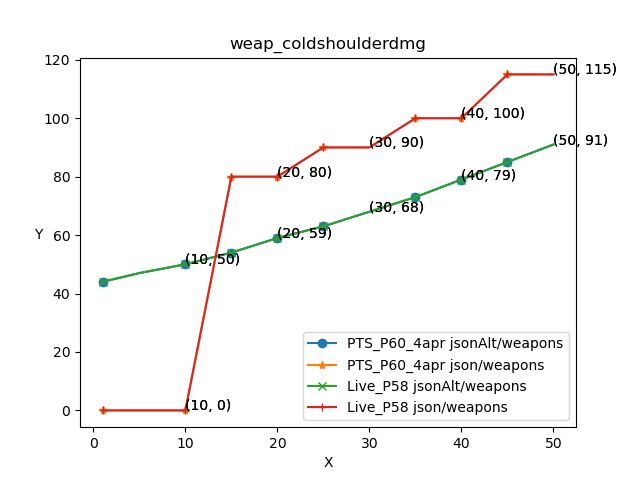 weap_coldshoulderdmg
120
100
80
60
40
20
0
Y
(50, 115)
(40, 100)
(30, 90)
(20, 80)
(10, 0)
(50, 91)
(40, 79)
(30, 68)
(20, 59)
(10, 50)
PTS_P60_4apr jsonAlt/weapons
PTS_P60_4apr json/weapons
Live_P58 jsonAlt/weapons
Live_P58 json/weapons
0 10 20 30 40 50
X